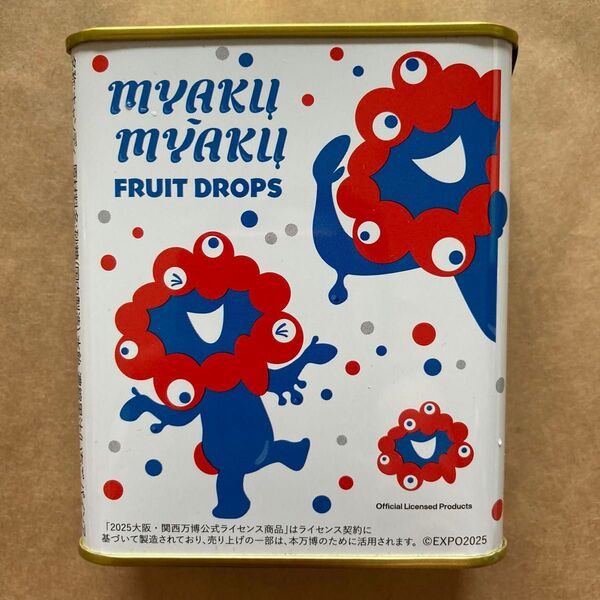 MYAKU
MYAKU
FRUIT DROPS
Official Licensed Products
「2025大阪・関西万博公式ライセンス商品」はライセンス契約に
基づいて製造されており、売り上げの一部は、本万博のために活用されます。 ©EXPO2025